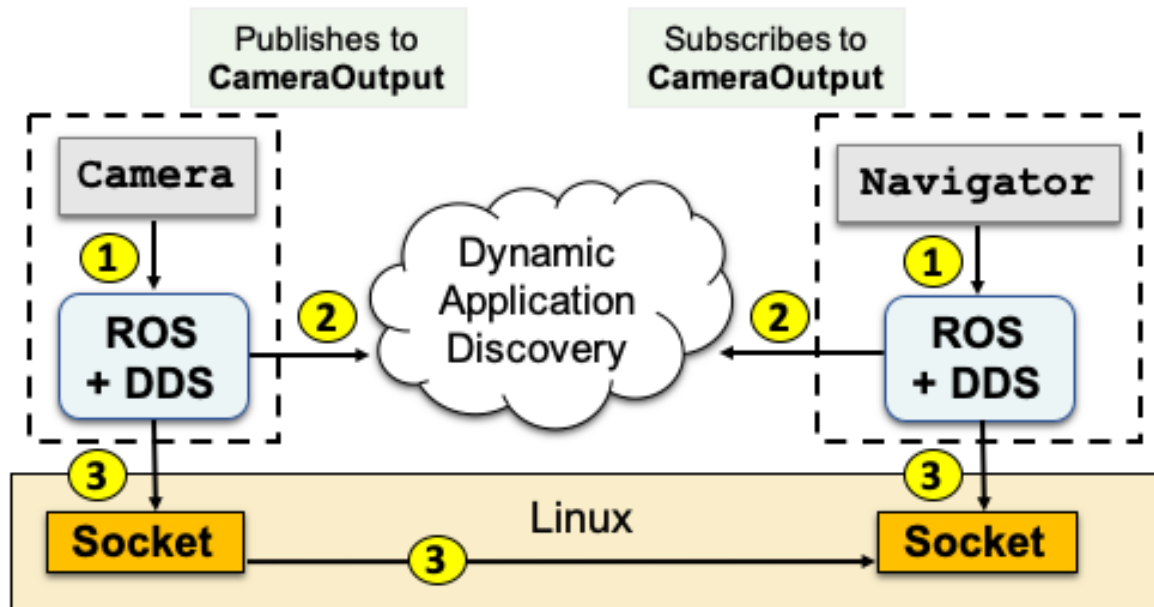 Publishes to
CameraOutput
Subscribes to
CameraOutput
Camera
Navigator
1
1
Dynamic
Application
Discovery
2
2
ROS
+ DDS
ROS
+ DDS
3
3
Linux
Socket
Socket
3